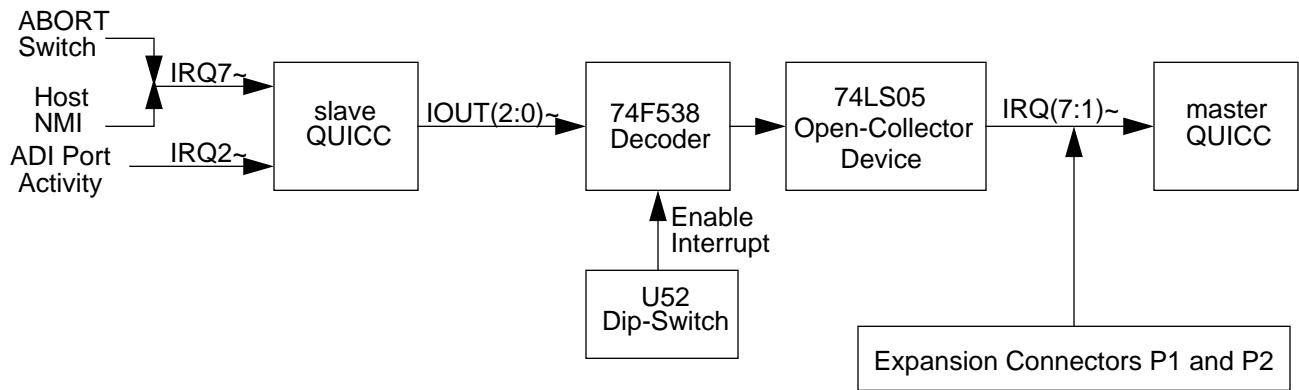 ABORT
Switch
Host
NMI
ADI Port
Activity
IRQ7~
IRQ2~
slave
QUICC
IOUT(2:0)~
74F538
Decoder
Enable
Interrupt
U52
Dip-Switch
74LS05
Open-Collector
Device
IRQ(7:1)~
master
QUICC
Expansion Connectors P1 and P2